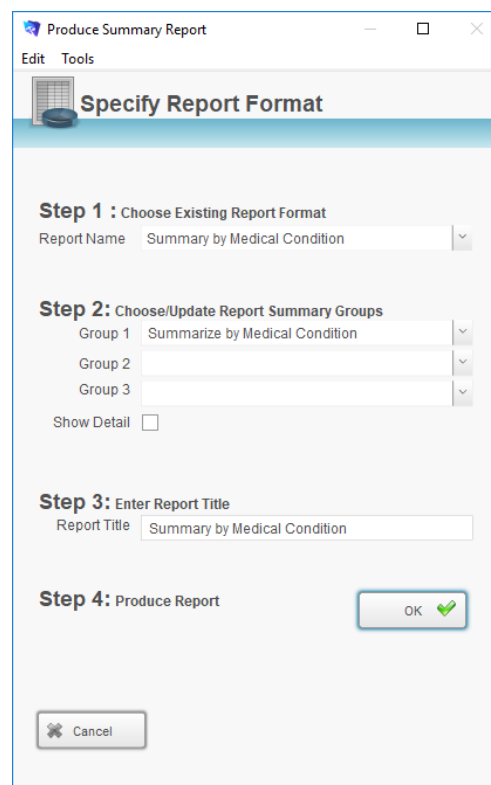 Produce Summary Report
Edit Tools
Specify Report Format
Step 1 : Choose Existing Report Format
Report Name Summary by Medical Condition
Step 2: Choose/Update Report Summary Groups
Group 1 Summarize by Medical Condition
Group 2
Group 3
Show Detail
Step 3: Enter Report Title
Report Title Summary by Medical Condition
Step 4: Produce Report
OK
Cancel